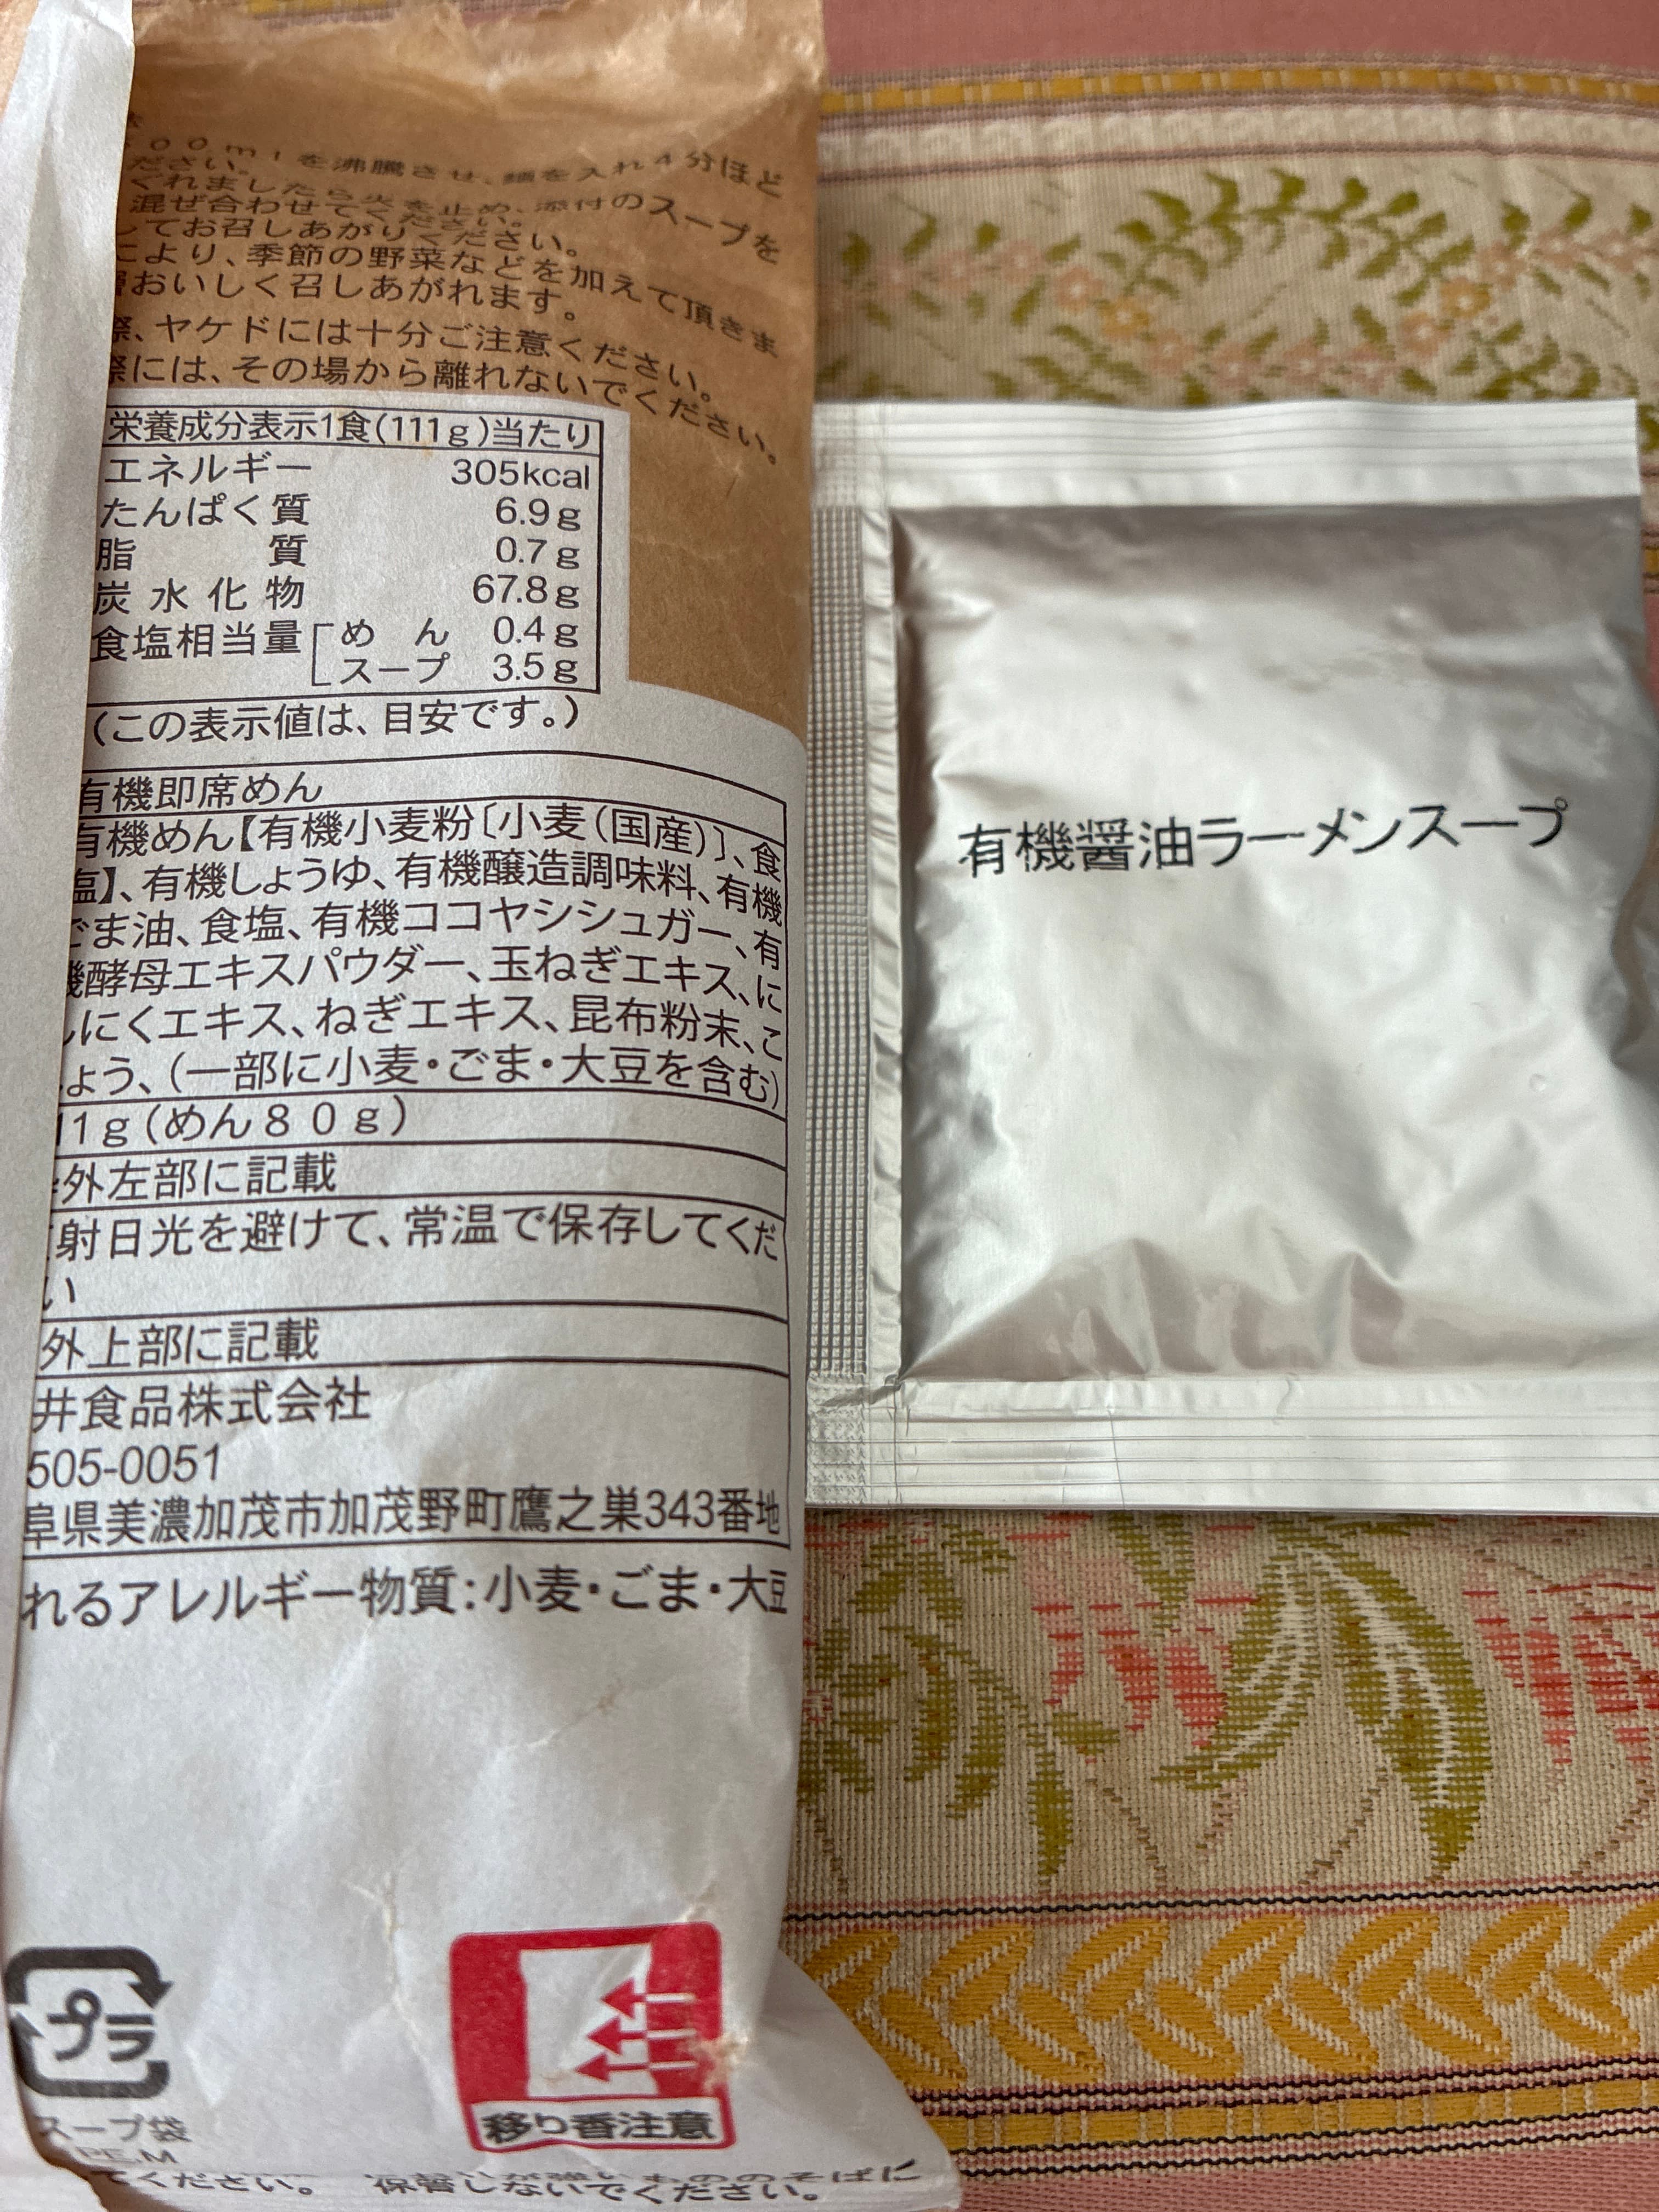 ００ｍｌを沸騰させ、麺を入れ４分ほど
ださい。
ぐれましたら火を止め、添付のスープを
混ぜ合わせてください。
してお召しあがりください。
により、季節の野菜などを加えて頂きま
おいしく召しあがれます。
際、ヤケドには十分ご注意ください。
際には、その場から離れないでください。
栄養成分表示1食(111g)当たり
エネルギー 305kcal
たんぱく質 6.9g
脂質 0.7g
炭水化物 67.8g
食塩相当量 めん 0.4g
スープ 3.5g
(この表示値は、目安です。)
有機即席めん
有機めん【有機小麦粉〔小麦(国産)〕、食
塩】、有機しょうゆ、有機醸造調味料、有機
ごま油、食塩、有機ココヤシシュガー、有
機酵母エキスパウダー、玉ねぎエキス、に
んにくエキス、ねぎエキス、昆布粉末、こ
しょう、(一部に小麦・ごま・大豆を含む)
11g(めん８０g)
外左部に記載
射日光を避けて、常温で保存してくだ
い
外上部に記載
井食品株式会社
505-0051
阜県美濃加茂市加茂野町鷹之巣343番地
れるアレルギー物質：小麦・ごま・大豆
プラ
スープ袋
PE,M
移り香注意
てください。
保管しないでください。
有機醤油ラーメンスープ